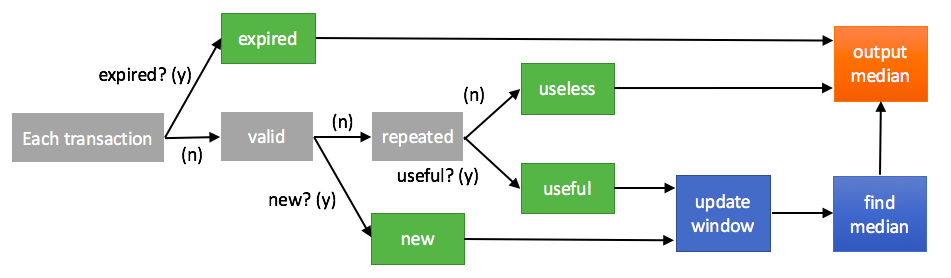 expired
output
median
expired? (y)
(n)
useless
Each transaction
(n)
valid
(n)
repeated
useful? (y)
useful
new? (y)
update
window
find
median
new